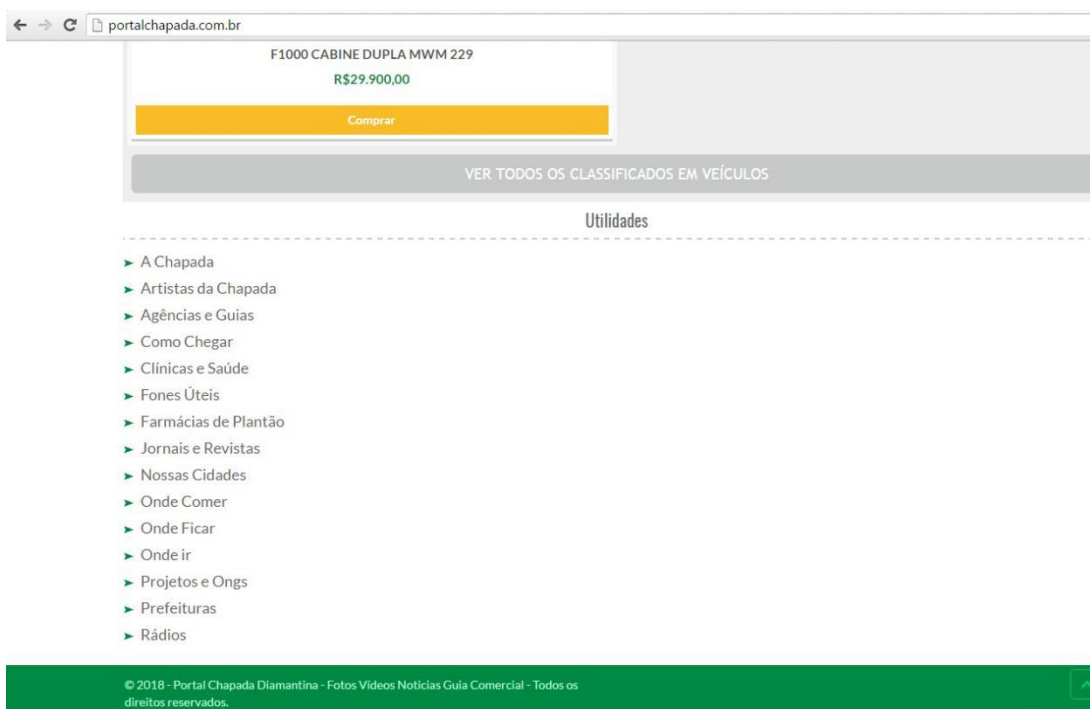 portalchapada.com.br
F1000 CABINE DUPLA MWM 229
R$29.900,00
Comprar
VER TODOS OS CLASSIFICADOS EM VEÍCULOS
Utilidades
A Chapada
Artistas da Chapada
Agências e Guias
Como Chegar
Clínicas e Saúde
Fones Úteis
Farmácias de Plantão
Jornais e Revistas
Nossas Cidades
Onde Comer
Onde Ficar
Onde ir
Projetos e Ongs
Prefeituras
Rádios
© 2018 - Portal Chapada Diamantina - Fotos Vídeos Notícias Guia Comercial - Todos os
direitos reservados.